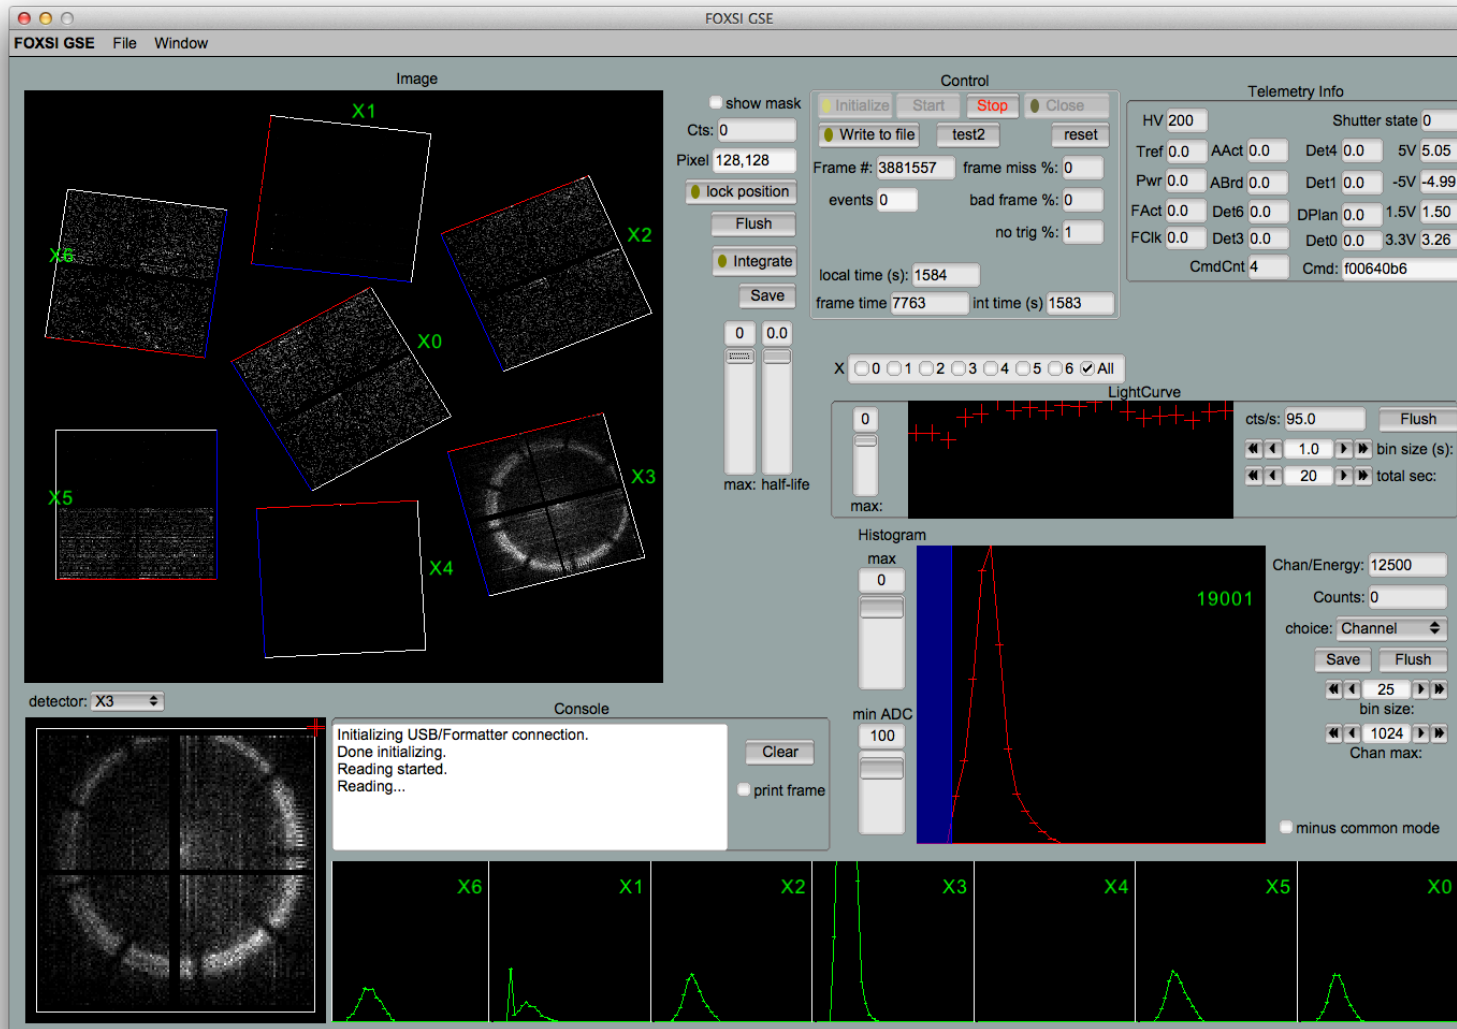 FOXSI GSE
FOXSI GSE File Window
Image
X1
X6
X2
X0
X3
X5
X4
show mask
Cts: 0
Pixel 128,128
lock position
Flush
Integrate
Save
0 0.0
max: half-life
Control
Initialize Start Stop Close
Write to file test2 reset
Frame #: 3881557 frame miss %: 0
events 0 bad frame %: 0
no trig %: 1
local time (s): 1584
frame time 7763 int time (s) 1583
Telemetry Info
HV 200 Shutter state 0
Tref 0.0 AAct 0.0 Det4 0.0 5V 5.05
Pwr 0.0 ABrd 0.0 Det1 0.0 -5V -4.99
FAct 0.0 Det6 0.0 DPlan 0.0 1.5V 1.50
FClk 0.0 Det3 0.0 Det0 0.0 3.3V 3.26
CmdCnt 4 Cmd: f00640b6
X 0 1 2 3 4 5 6 All
LightCurve
0
max:
cts/s: 95.0 Flush
1.0 bin size (s):
20 total sec:
Histogram
max
0
min ADC
100
19001
Chan/Energy: 12500
Counts: 0
choice: Channel
Save Flush
25
bin size:
1024
Chan max:
minus common mode
detector: X3
Console
Initializing USB/Formatter connection.
Done initializing.
Reading started.
Reading...
Clear
print frame
X6 X1 X2 X3 X4 X5 X0